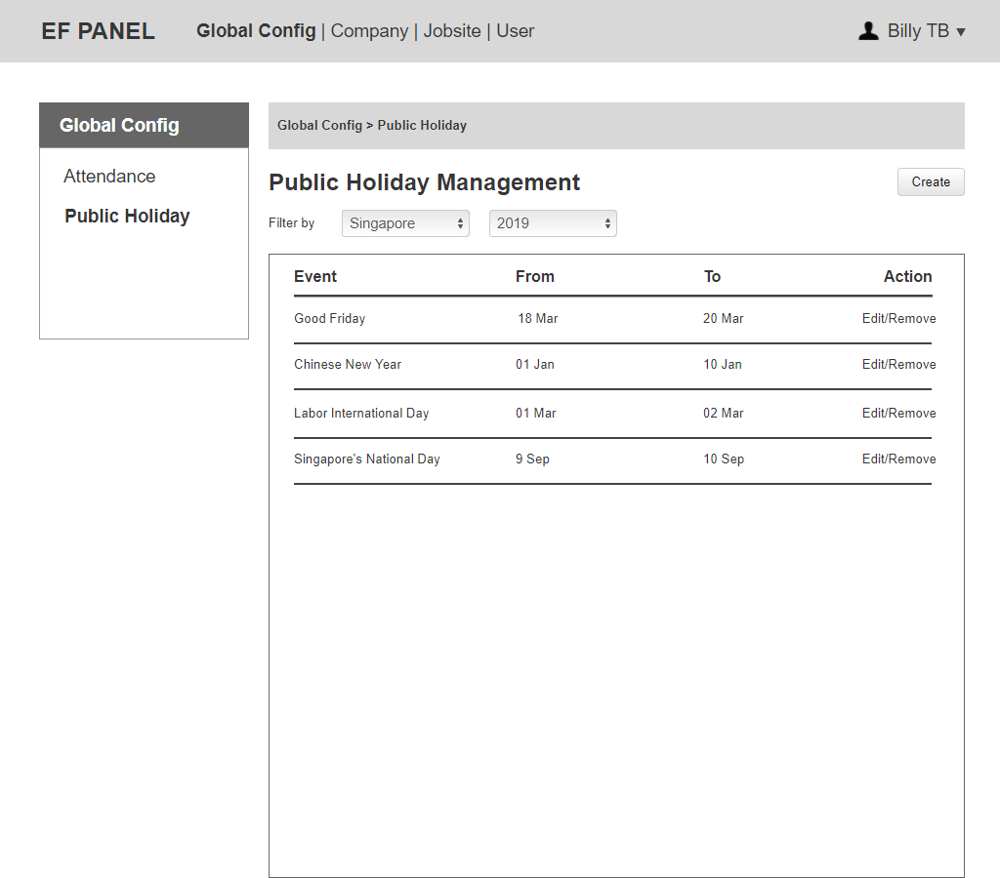 EF PANEL Global Config | Company | Jobsite | User Billy TB ▼
Global Config
Attendance
Public Holiday
Global Config > Public Holiday
Public Holiday Management Create
Filter by Singapore 2019
Event From To Action
Good Friday 18 Mar 20 Mar Edit/Remove
Chinese New Year 01 Jan 10 Jan Edit/Remove
Labor International Day 01 Mar 02 Mar Edit/Remove
Singapore's National Day 9 Sep 10 Sep Edit/Remove